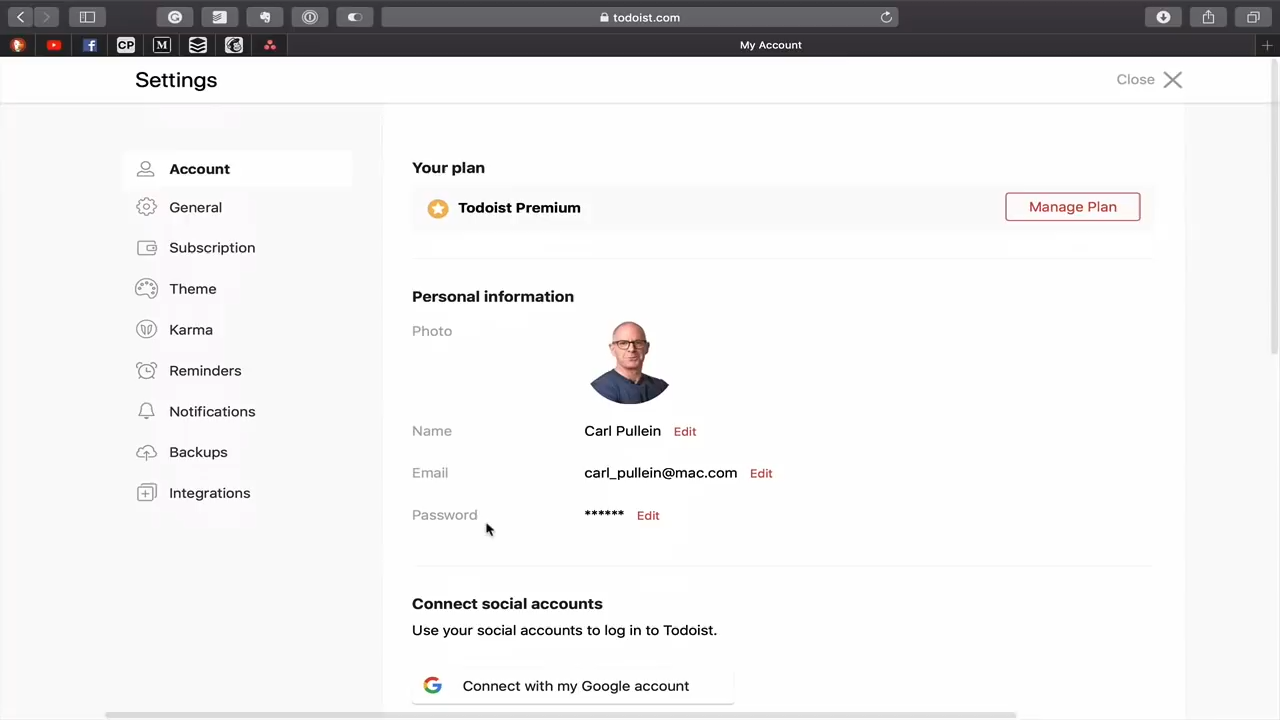 todoist.com
CP
M
My Account
Settings
Close
Account
General
Subscription
Theme
Karma
Reminders
Notifications
Backups
Integrations
Your plan
Todoist Premium
Manage Plan
Personal information
Photo
Name Carl Pullein Edit
Email carl_pullein@mac.com Edit
Password ****** Edit
Connect social accounts
Use your social accounts to log in to Todoist.
Connect with my Google account